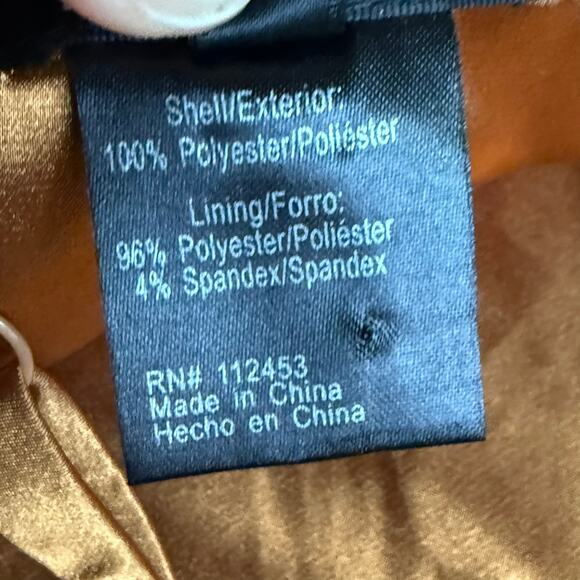 Shell/Exterior:
100% Polyester/Poliéster
Lining/Forro:
96% Polyester/Poliéster
4% Spandex/Spandex
RN# 112453
Made in China
Hecho en China